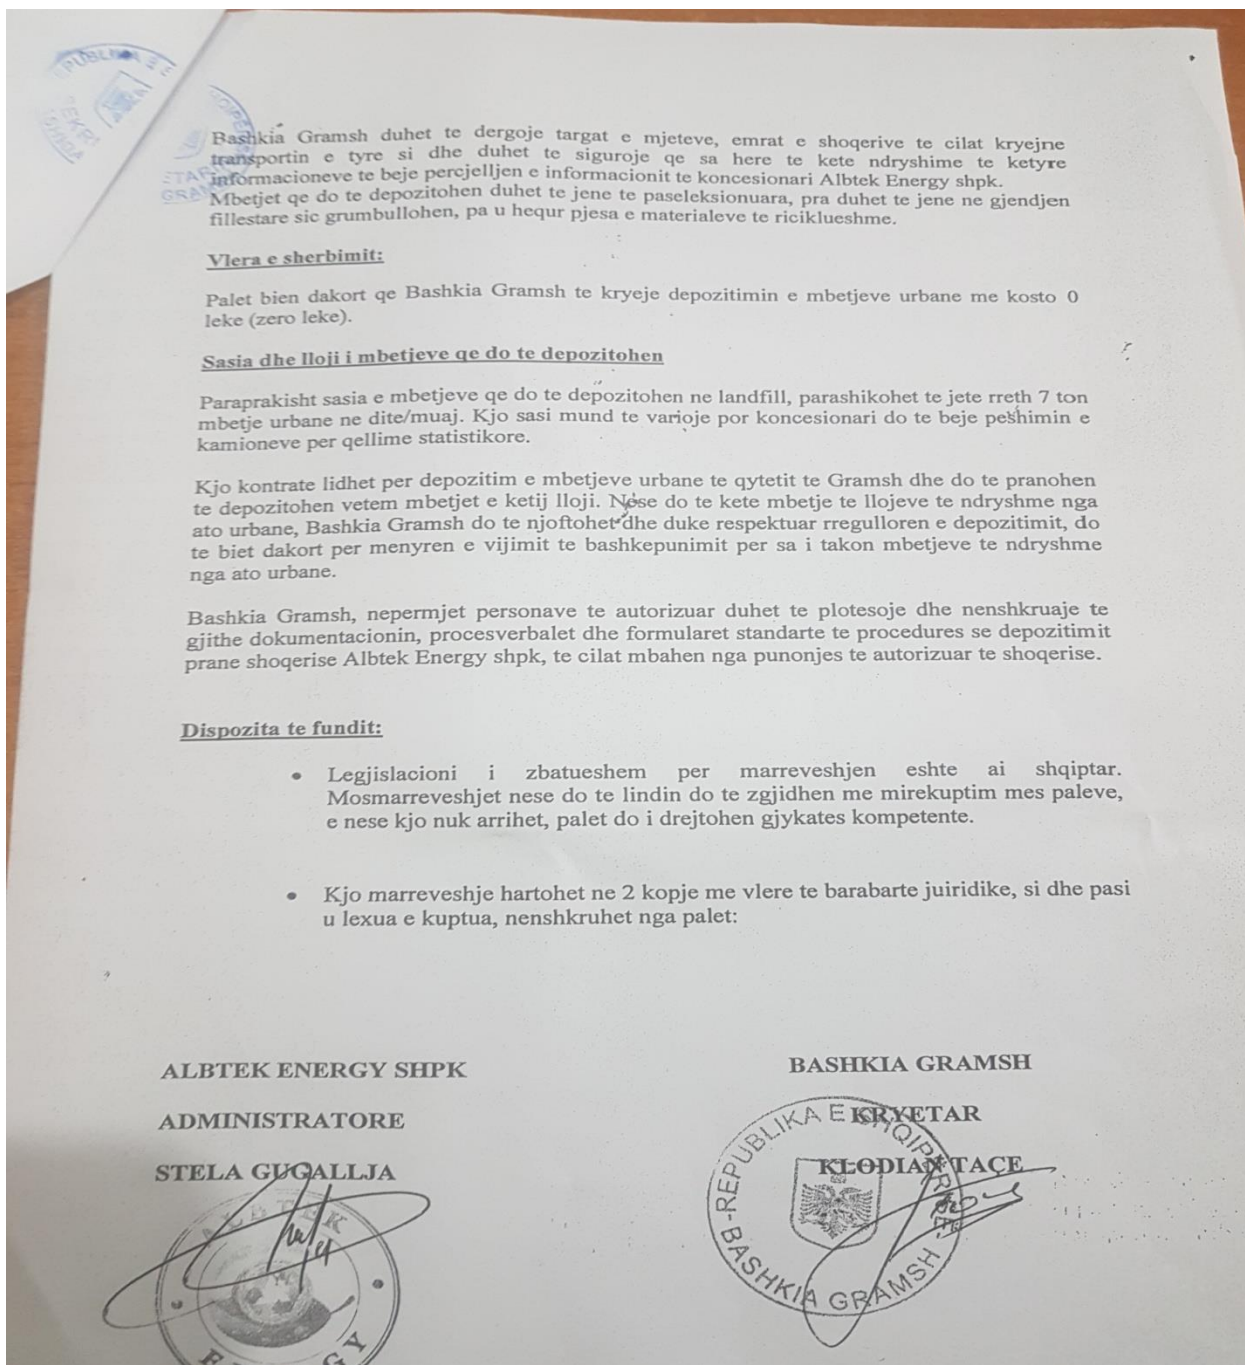 Bashkia Gramsh duhet te dergoje targat e mjeteve, emrat e shoqerive te cilat kryejne
transportin e tyre si dhe duhet te siguroje qe sa here te kete ndryshime te ketyre
informacioneve te beje percjelljen e informacionit te koncesionari Albtek Energy shpk.
Mbetjet qe do te depozitohen duhet te jene te paseleksionuara, pra duhet te jene ne gjendjen
fillestare sic grumbullohen, pa u hequr pjesa e materialeve te riciklueshme.
Vlera e sherbimit:
Palet bien dakort qe Bashkia Gramsh te kryeje depozitimin e mbetjeve urbane me kosto 0
leke (zero leke).
Sasia dhe lloji i mbetjeve qe do te depozitohen
Paraprakisht sasia e mbetjeve qe do te depozitohen ne landfill, parashikohet te jete rreth 7 ton
mbetje urbane ne dite/muaj. Kjo sasi mund te varioje por koncesionari do te beje peshimin e
kamioneve per qellime statistikore.
Kjo kontrate lidhet per depozitim e mbetjeve urbane te qytetit te Gramsh dhe do te pranohen
te depozitohen vetem mbetjet e ketij lloji. Nese do te kete mbetje te llojeve te ndryshme nga
ato urbane, Bashkia Gramsh do te njoftohet dhe duke respektuar rregulloren e depozitimit, do
te biet dakort per menyren e vijimit te bashkepunimit per sa i takon mbetjeve te ndryshme
nga ato urbane.
Bashkia Gramsh, nepermjet personave te autorizuar duhet te plotesoje dhe nenshkruaje te
gjithe dokumentacionin, procesverbalet dhe formularet standarte te procedures se depozitimit
prane shoqerise Albtek Energy shpk, te cilat mbahen nga punonjes te autorizuar te shoqerise.
Dispozita te fundit:
• Legjislacioni i zbatueshem per marreveshjen eshte ai shqiptar.
Mosmarreveshjet nese do te lindin do te zgjidhen me mirekuptim mes paleve,
e nese kjo nuk arrihet, palet do i drejtohen gjykates kompetente.
• Kjo marreveshje hartohet ne 2 kopje me vlere te barabarte juiridike, si dhe pasi
u lexua e kuptua, nenshkruhet nga palet:
ALBTEK ENERGY SHPK
ADMINISTRATORE
STELA GUGALLJA
ALBTEK
BASHKIA GRAMSH
KRYETAR
KLODIAN TAÇE
-REPUBLIKA E SHQIPERISE-
BASHKIA GRAMSH